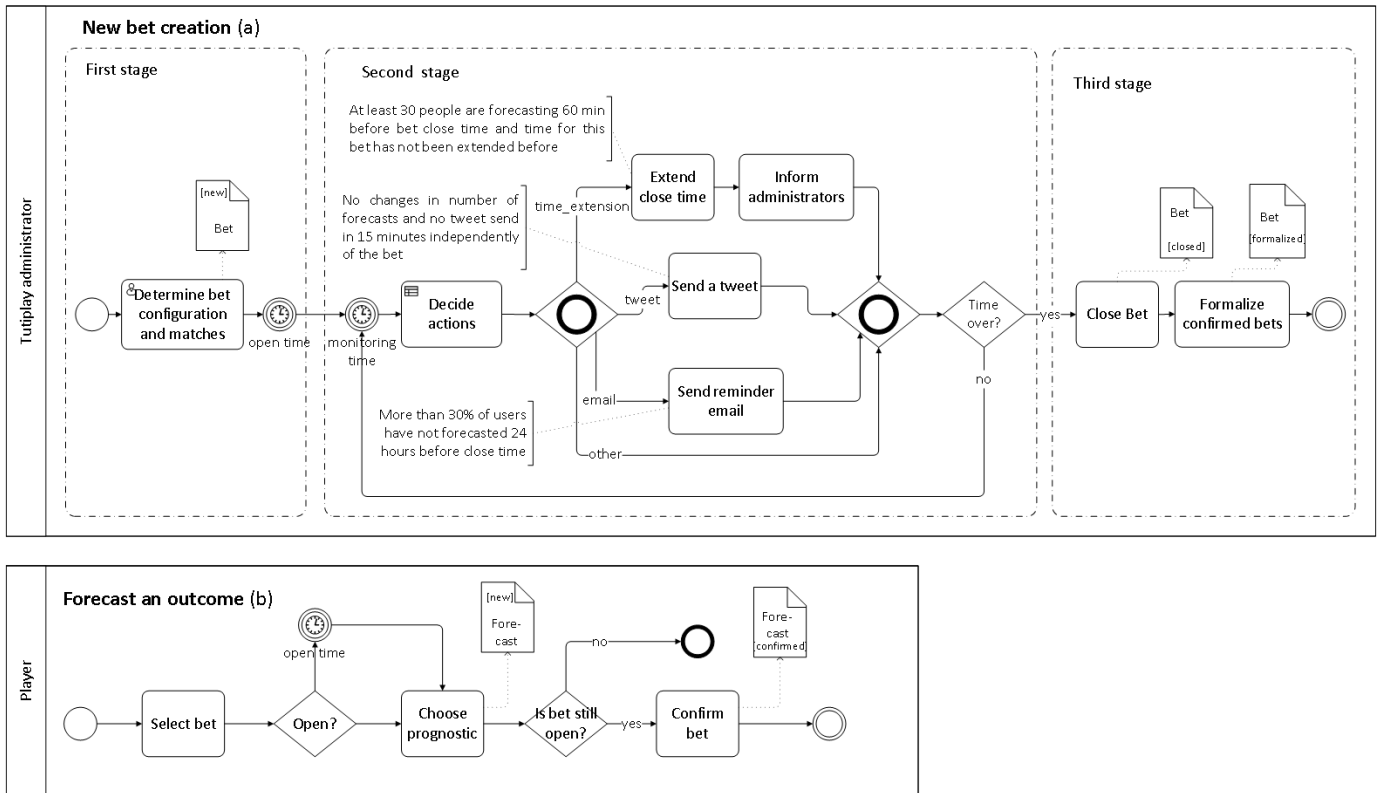 New bet creation (a)
Tutiplay administrator
First stage
[new]
Bet
Determine bet
configuration
and matches
open time
Second stage
At least 30 people are forecasting 60 min
before bet close time and time for this
bet has not been extended before
No changes in number of
forecasts and no tweet send
in 15 minutes independently
of the bet
monitoring
time
Decide
actions
time_extension
Extend
close time
Inform
administrators
tweet
Send a tweet
email
Send reminder
email
More than 30% of users
have not forecasted 24
hours before close time
other
Time
over?
yes
no
Third stage
Bet
[closed]
Bet
[formalized]
Close Bet
Formalize
confirmed bets
Forecast an outcome (b)
Player
Select bet
Open?
open time
Choose
prognostic
[new]
Fore-
cast
Is bet still
open?
no
yes
Confirm
bet
Fore-
cast
[confirmed]